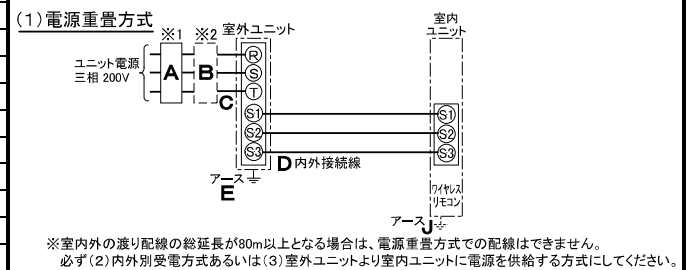 (1)電源重畳方式
※1 ※2 室外ユニット
室内
ユニット
ユニット電源
三相 200V
A B
R
S
T
C
S1 S1
S2 S2
S3 S3
D 内外接続線
アース
E
ワイヤレス
リモコン
アース J
※室内外の渡り配線の総延長が80m以上となる場合は、電源重畳方式での配線はできません。
必ず(2)内外別受電方式あるいは(3)室外ユニットより室内ユニットに電源を供給する方式にしてください。